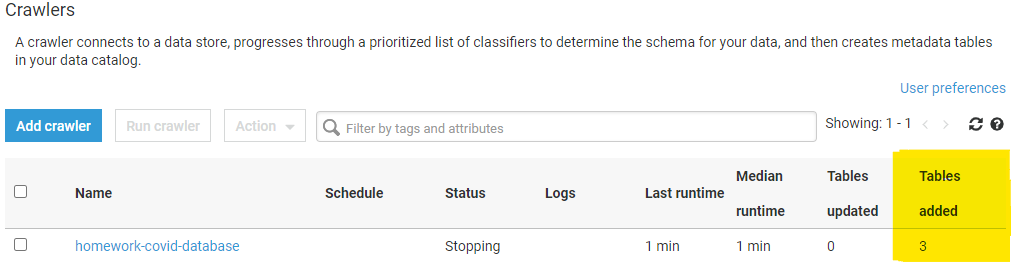 Crawlers
A crawler connects to a data store, progresses through a prioritized list of classifiers to determine the schema for your data, and then creates metadata tables
in your data catalog.
User preferences
Add crawler Run crawler Action Filter by tags and attributes Showing: 1 - 1
Name Schedule Status Logs Last runtime Median runtime Tables updated Tables added
homework-covid-database Stopping 1 min 1 min 0 3